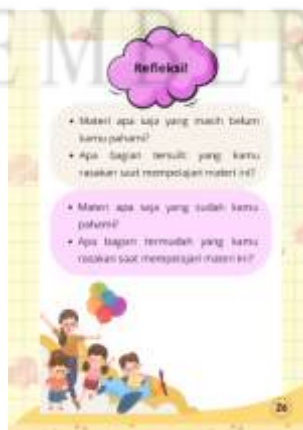 EMBER
Refleksi!
• Materi apa saja yang masih belum
kamu pahami?
• Apa bagian tersulit yang kamu
rasakan saat mempelajari materi ini?
• Materi apa saja yang sudah kamu
pahami?
• Apa bagian termudah yang kamu
rasakan saat mempelajari materi ini?
26